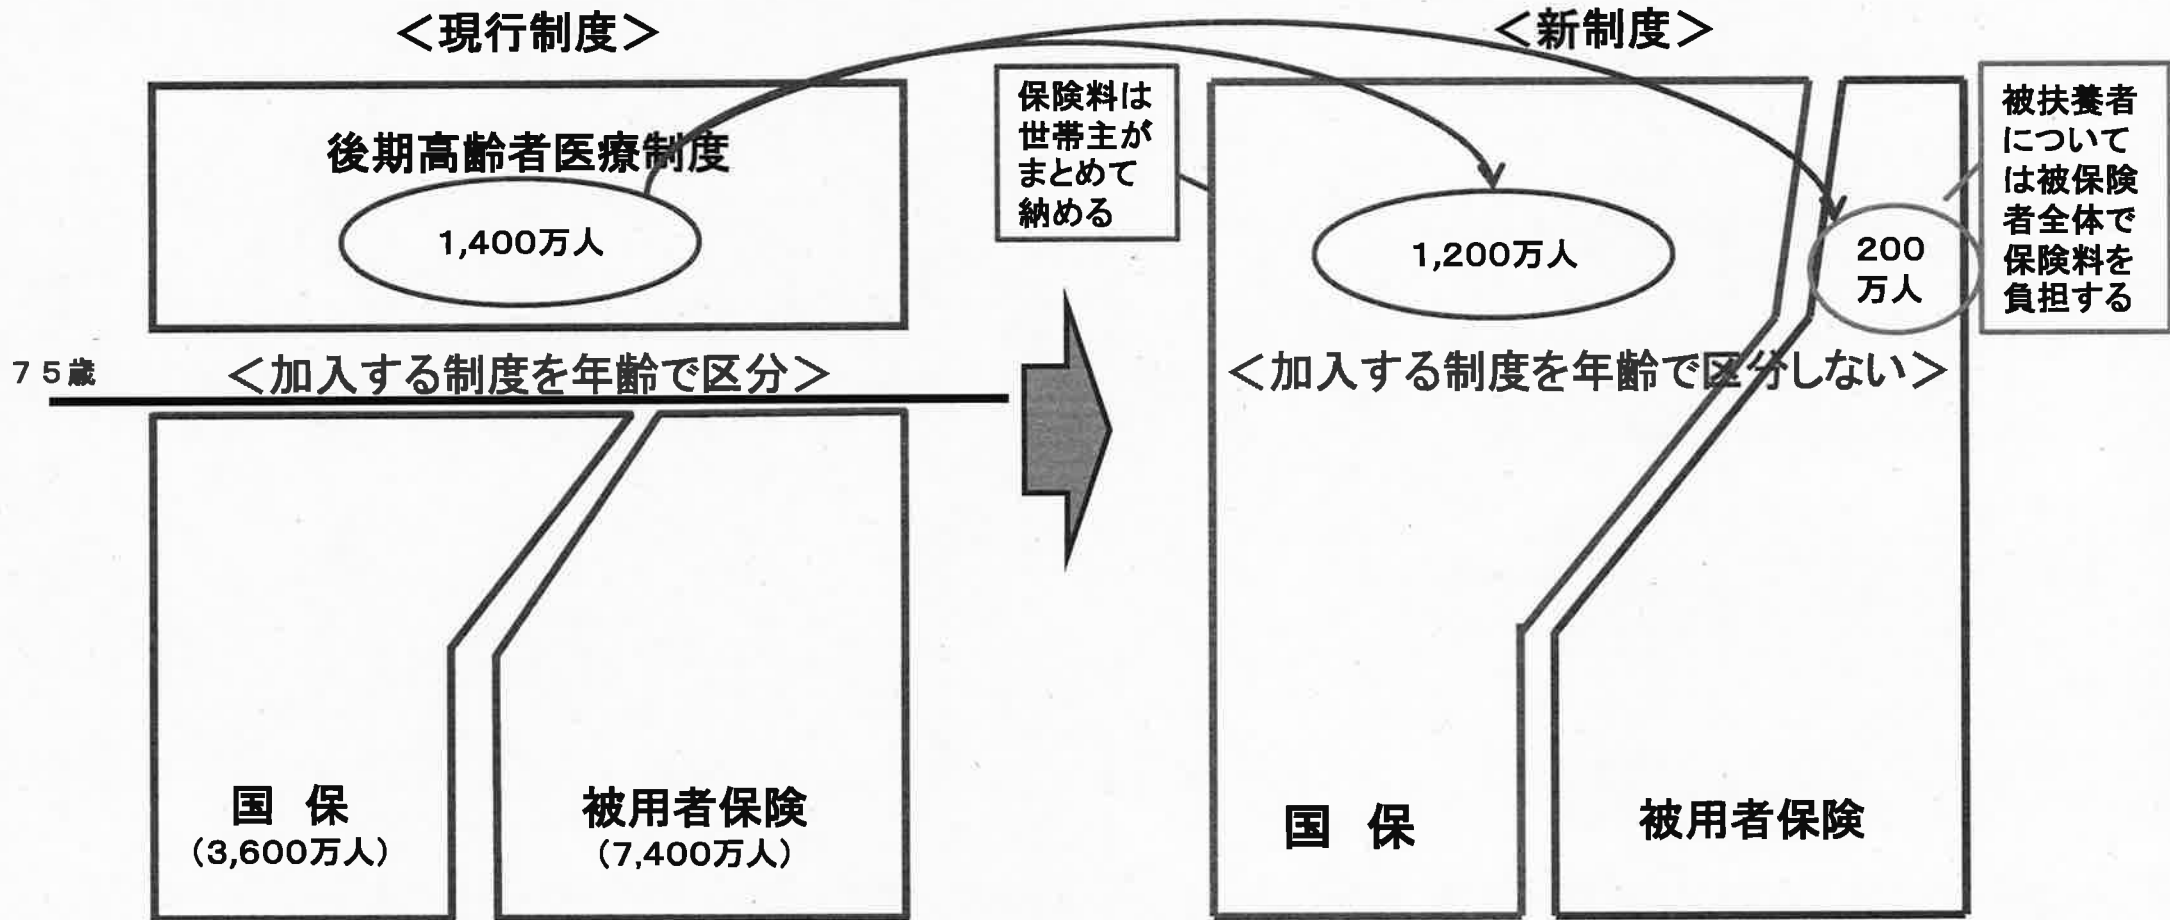 ＜現行制度＞
後期高齢者医療制度
1,400万人
75歳
＜加入する制度を年齢で区分＞
国 保
(3,600万人)
被用者保険
(7,400万人)
＜新制度＞
保険料は
世帯主が
まとめて
納める
1,200万人
200
万人
被扶養者
について
は被保険
者全体で
保険料を
負担する
＜加入する制度を年齢で区分しない＞
国 保
被用者保険